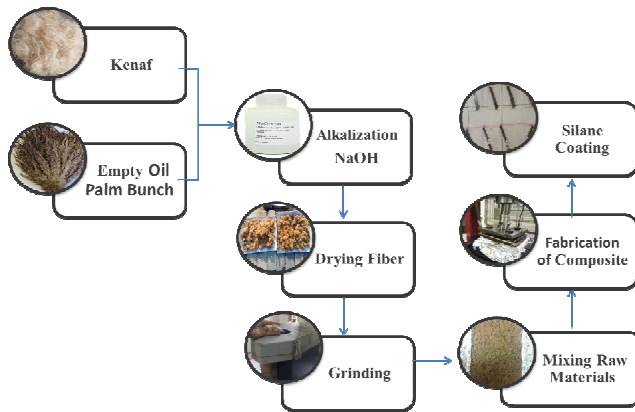 Kenaf
Empty Oil
Palm Bunch
Alkalization
NaOH
Drying Fiber
Grinding
Mixing Raw
Materials
Fabrication
of Composite
Silane
Coating